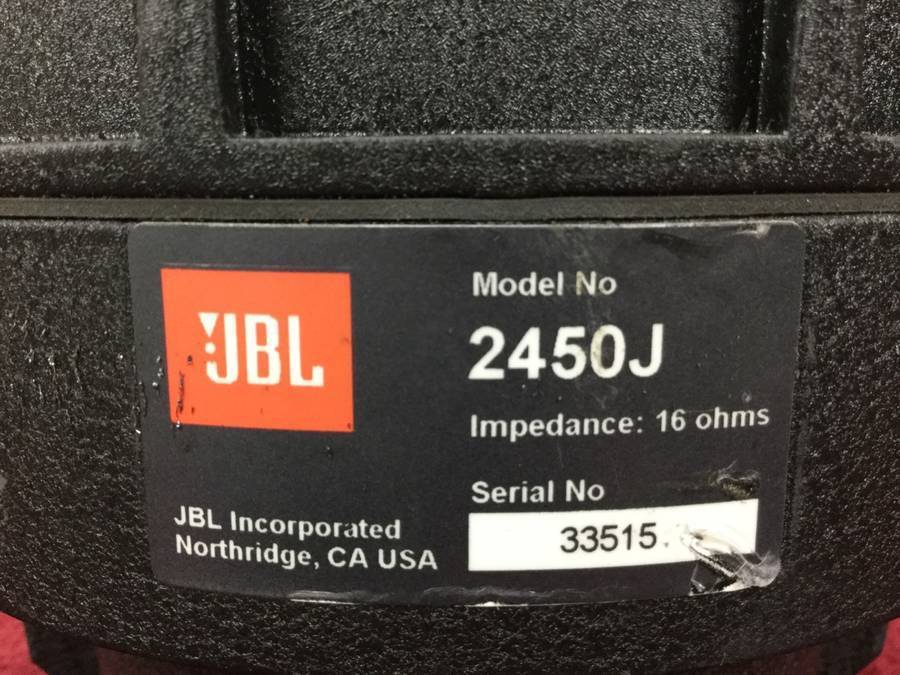 JBL
Model No
2450J
Impedance: 16 ohms
Serial No
33515
JBL Incorporated
Northridge, CA USA